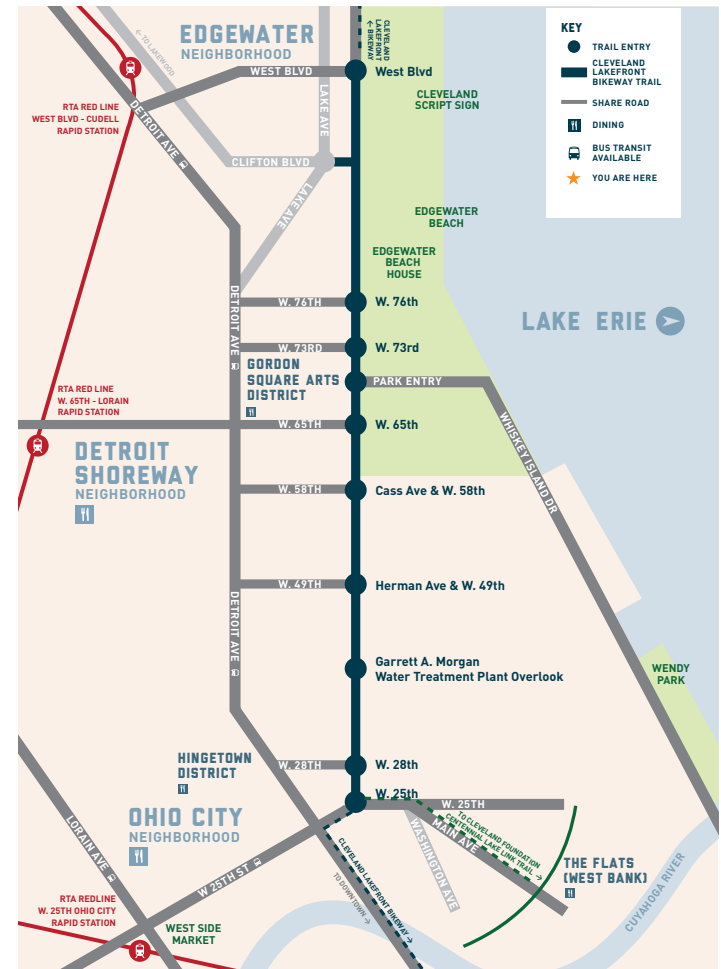 EDGEWATER
NEIGHBORHOOD
← TO LAKEWOOD
CLEVELAND
LAKEFRONT
← BIKEWAY
KEY
TRAIL ENTRY
CLEVELAND
LAKEFRONT
BIKEWAY TRAIL
SHARE ROAD
DINING
BUS TRANSIT
AVAILABLE
YOU ARE HERE
WEST BLVD
West Blvd
RTA RED LINE
WEST BLVD - CUDELL
RAPID STATION
DETROIT AVE
LAKE AVE
CLEVELAND
SCRIPT SIGN
CLIFTON BLVD
LAKE AVE
EDGEWATER
BEACH
EDGEWATER
BEACH
HOUSE
DETROIT AVE
W. 76TH
W. 76th
LAKE ERIE
W. 73RD
W. 73rd
GORDON
SQUARE ARTS
DISTRICT
PARK ENTRY
RTA RED LINE
W. 65TH - LORAIN
RAPID STATION
W. 65TH
W. 65th
WHISKEY ISLAND DR
DETROIT
SHOREWAY
NEIGHBORHOOD
W. 58TH
Cass Ave & W. 58th
W. 49TH
Herman Ave & W. 49th
DETROIT AVE
Garrett A. Morgan
Water Treatment Plant Overlook
WENDY
PARK
HINGETOWN
DISTRICT
W. 28TH
W. 28th
W. 25th
W. 25TH
OHIO CITY
NEIGHBORHOOD
TO CLEVELAND FOUNDATION
CENTENNIAL LAKE LINK TRAIL →
MAIN AVE
WASHINGTON AVE
LORAIN AVE
W 25TH ST
CLEVELAND LAKEFRONT BIKEWAY →
TO DOWNTOWN →
THE FLATS
(WEST BANK)
CUYAHOGA RIVER
RTA REDLINE
W. 25TH OHIO CITY
RAPID STATION
WEST SIDE
MARKET